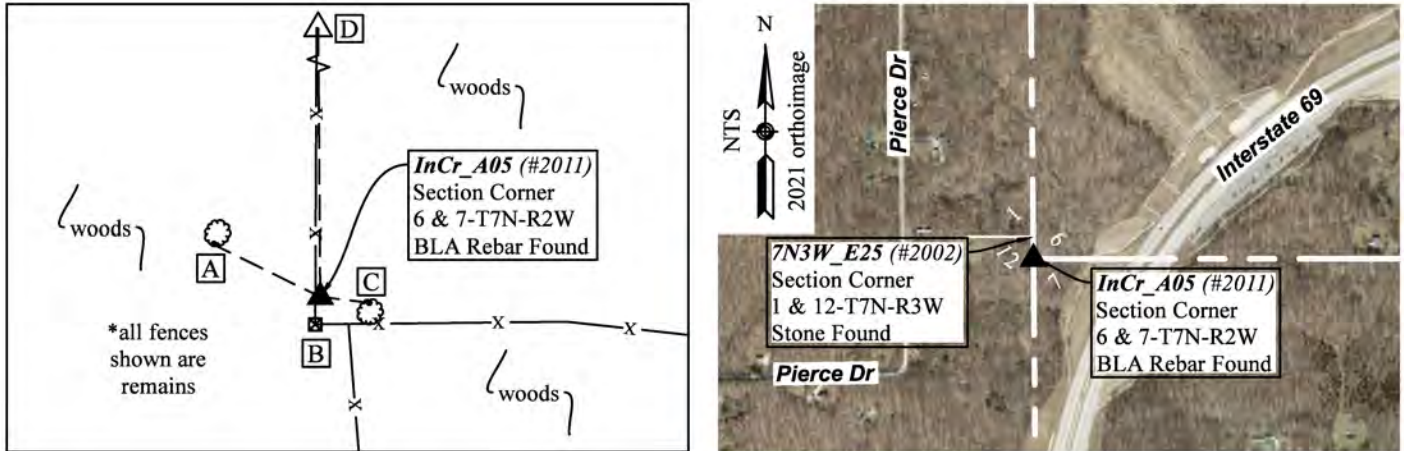 D
woods
InCr_A05 (#2011)
Section Corner
6 & 7-T7N-R2W
BLA Rebar Found
woods
A
C
B
*all fences
shown are
remains
woods
x
x
x
x
x
x
N
NTS
2021 orthoimage
Pierce Dr
Interstate 69
1
6
12
7
7N3W_E25 (#2002)
Section Corner
1 & 12-T7N-R3W
Stone Found
InCr_A05 (#2011)
Section Corner
6 & 7-T7N-R2W
BLA Rebar Found
Pierce Dr